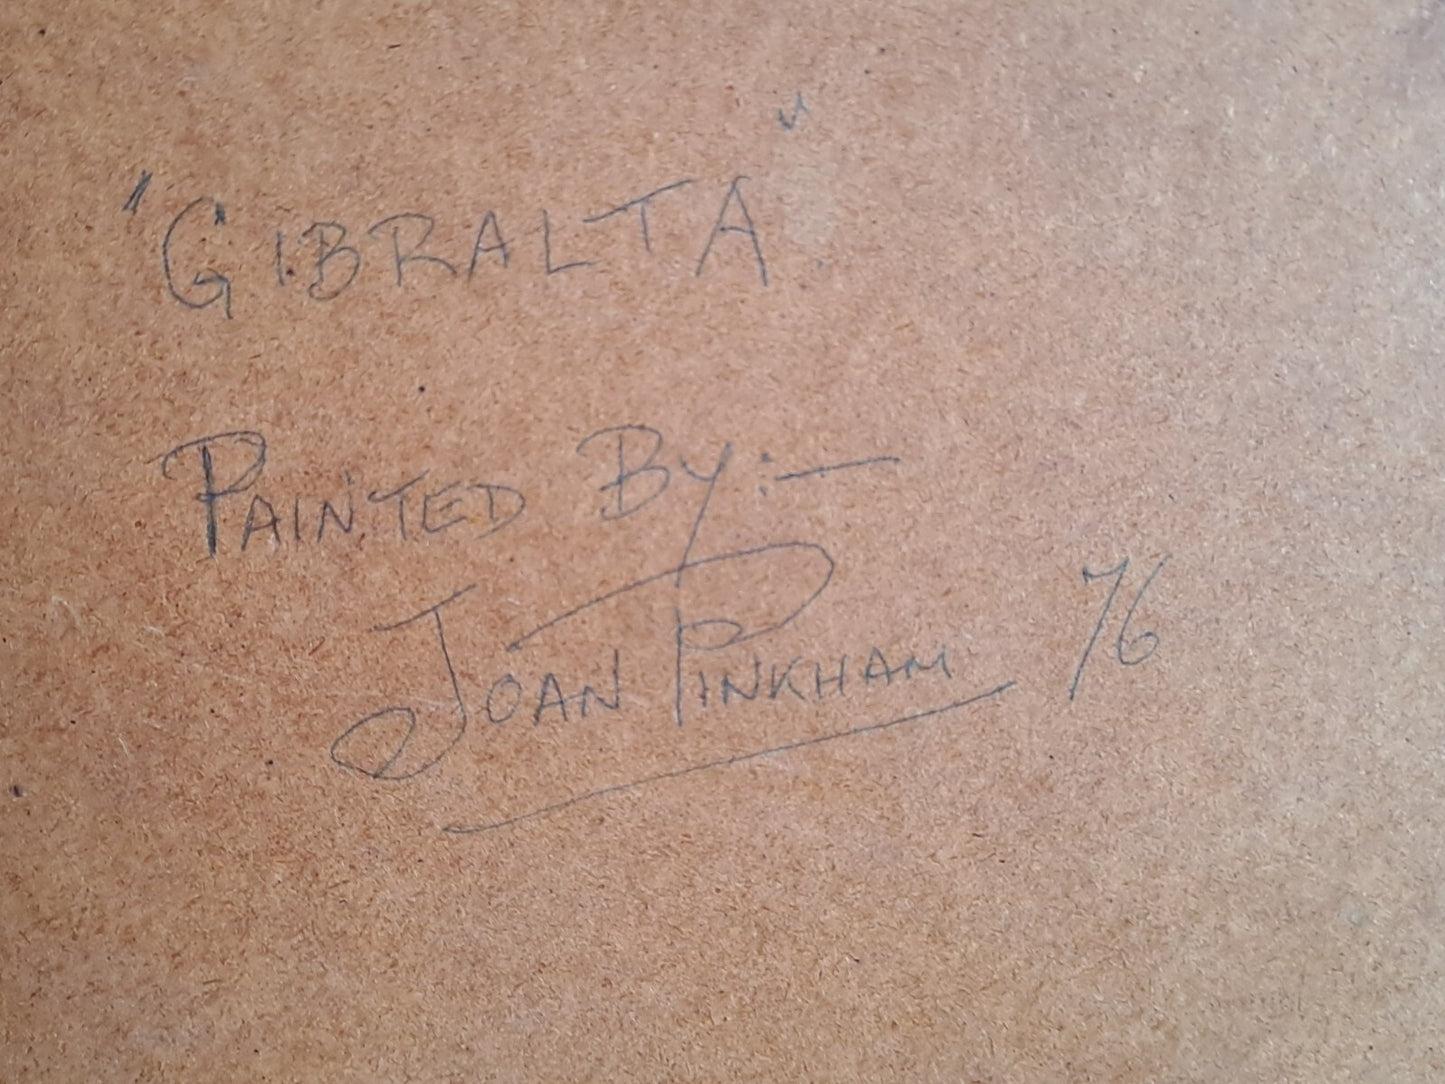 "GIBRALTA"
PAINTED BY:—
JOAN PINKHAM 76